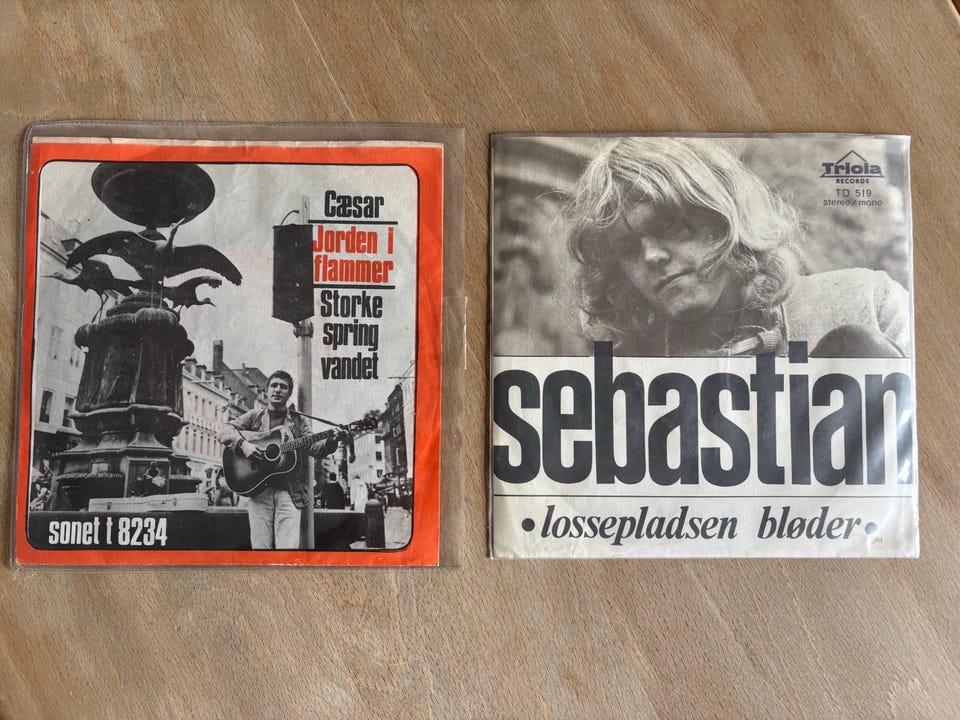 Cæsar
Jorden i
flammer
Storke
spring
vandet
sonet t 8234
Triola
RECORDS
TD 519
stereo/mono
sebastian
• lossepladsen bløder •